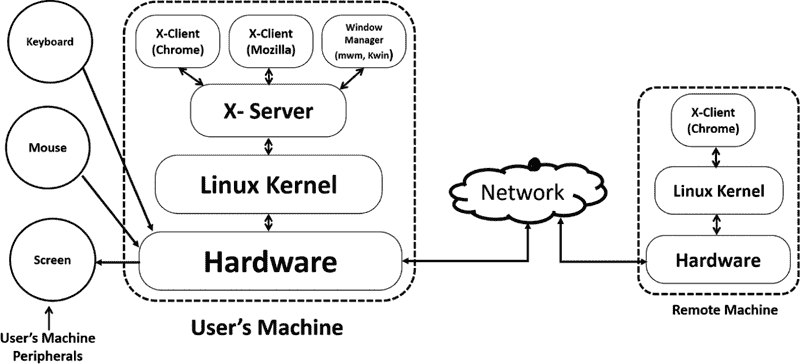 Keyboard
Mouse
Screen
User's Machine
Peripherals
X-Client
(Chrome)
X-Client
(Mozilla)
Window
Manager
(mwm, Kwin)
X- Server
Linux Kernel
Hardware
User's Machine
Network
X-Client
(Chrome)
Linux Kernel
Hardware
Remote Machine